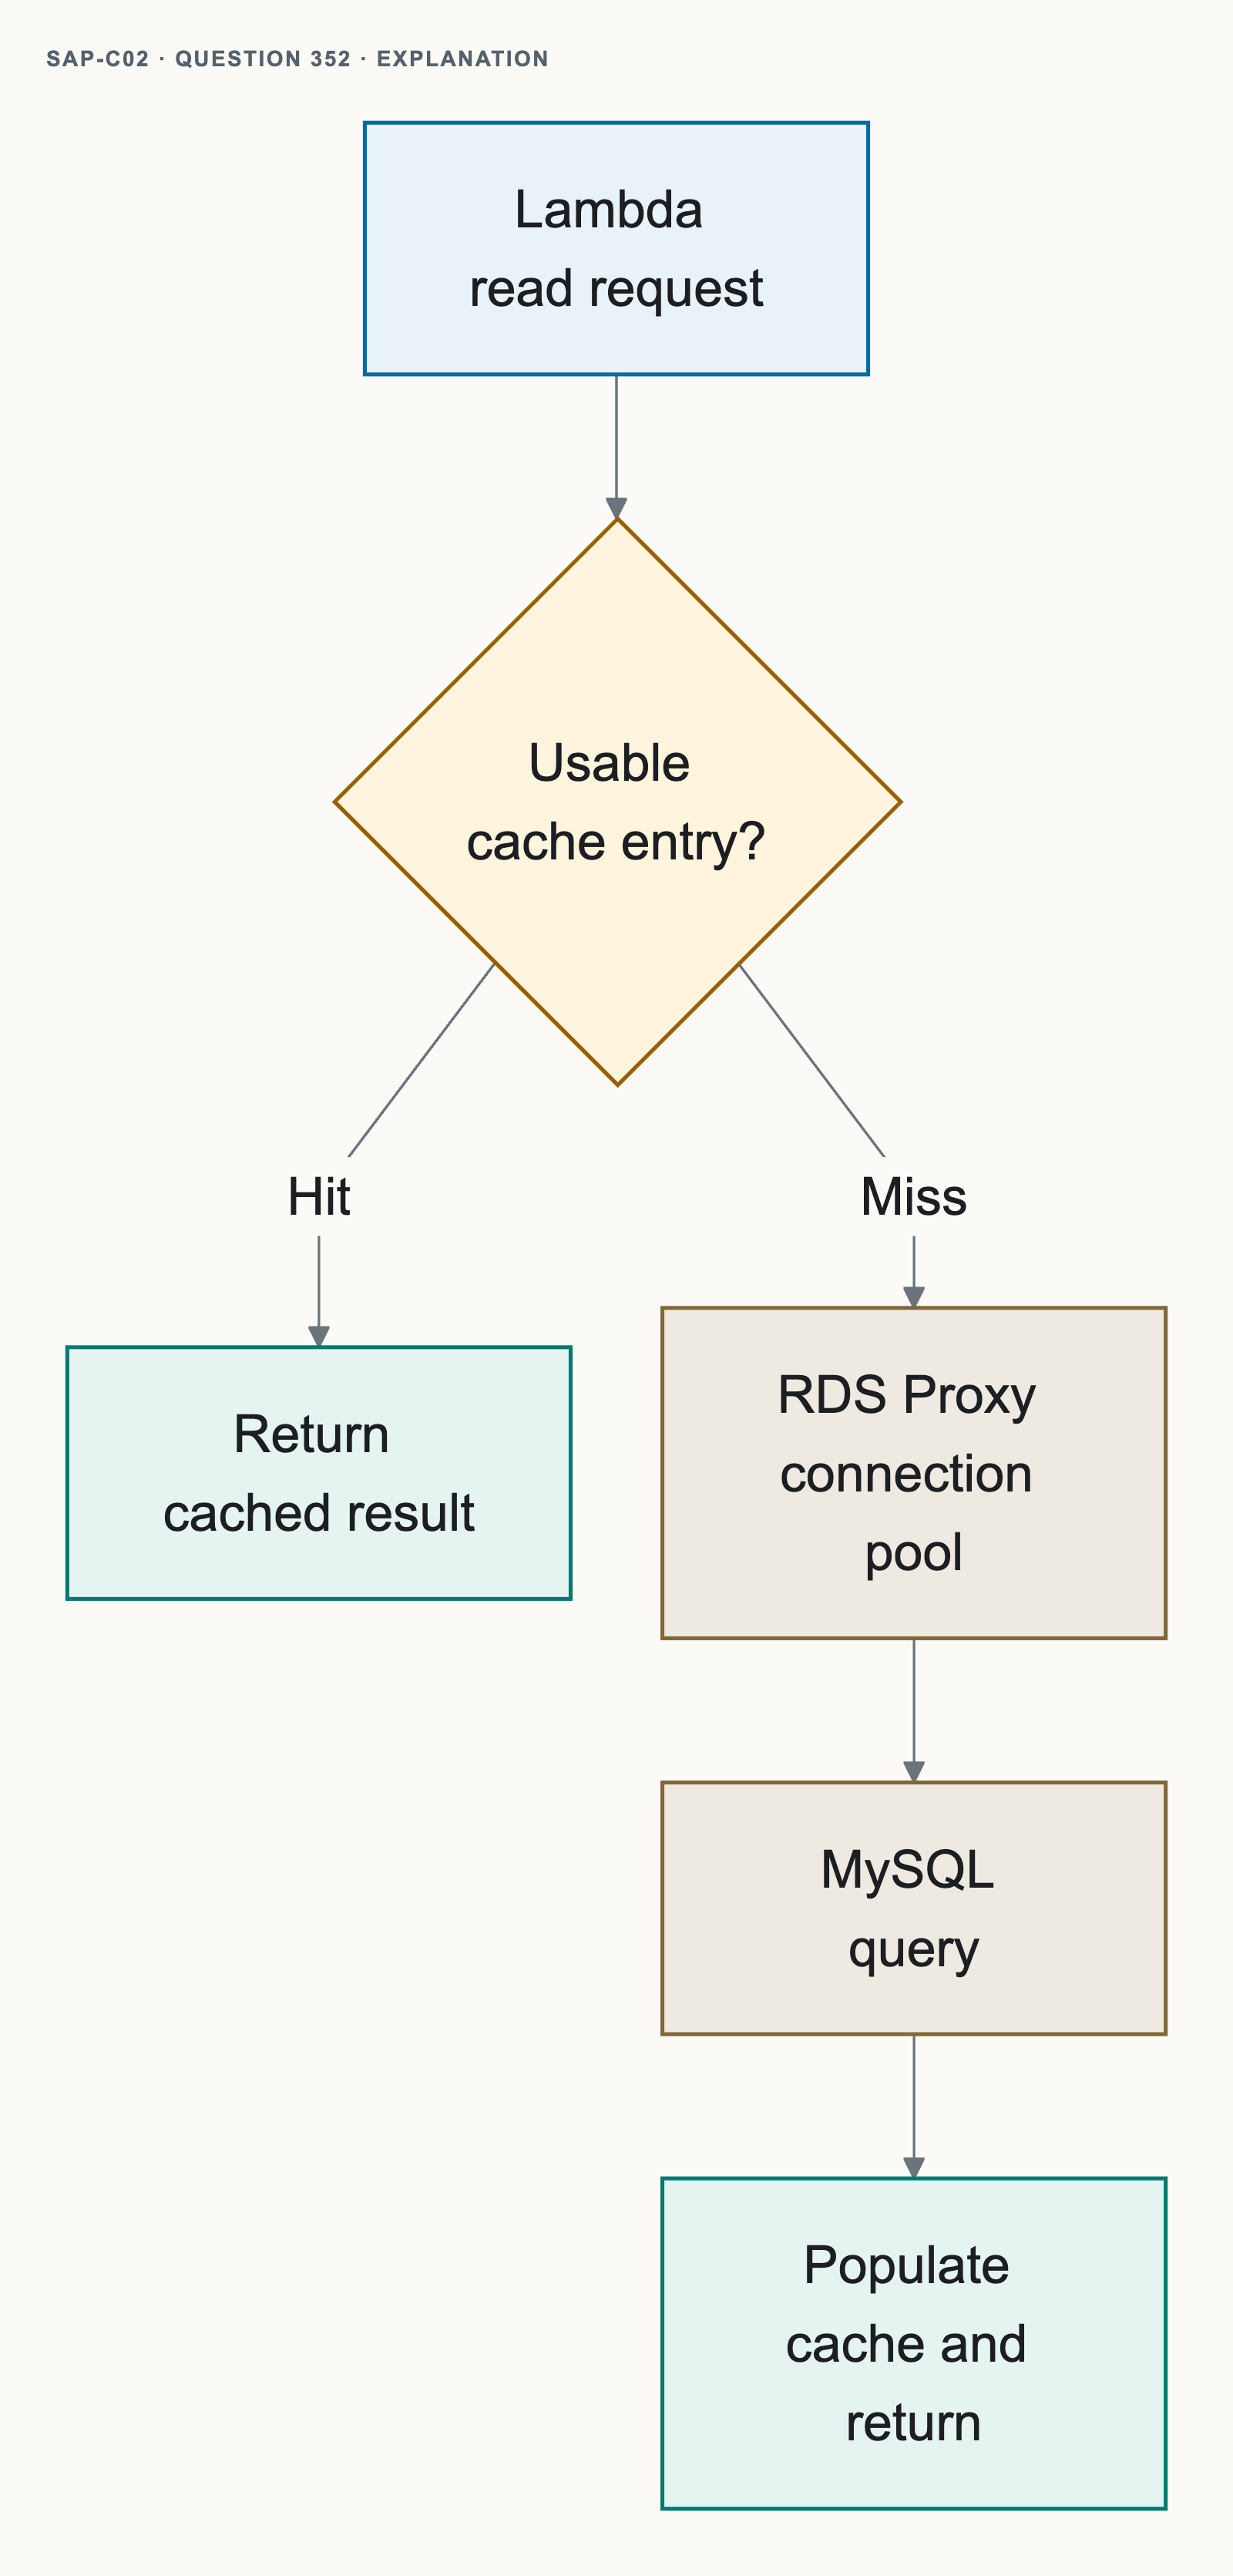 SAP-C02 · QUESTION 352 · EXPLANATION
Lambda
read request
Usable
cache entry?
Hit
Miss
Return
cached result
RDS Proxy
connection
pool
MySQL
query
Populate
cache and
return